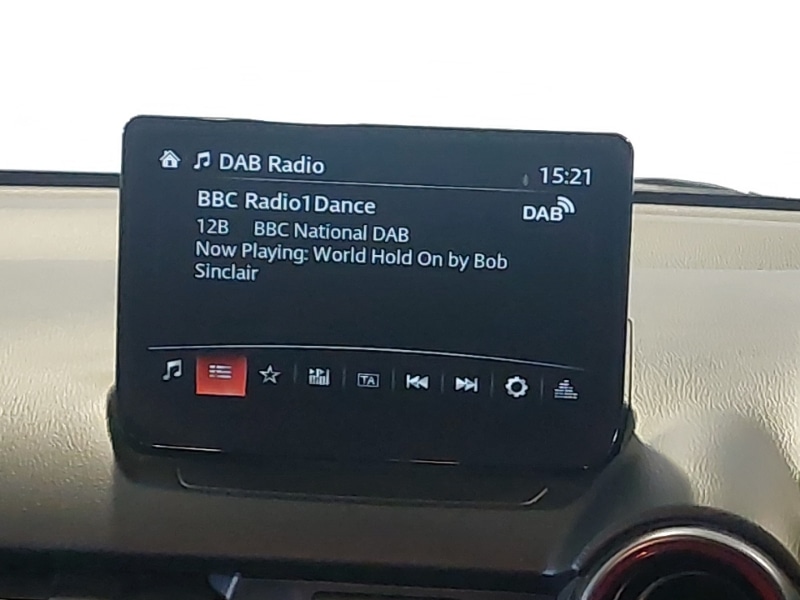 DAB Radio 15:21
BBC Radio1Dance
DAB
12B BBC National DAB
Now Playing: World Hold On by Bob
Sinclair
TA